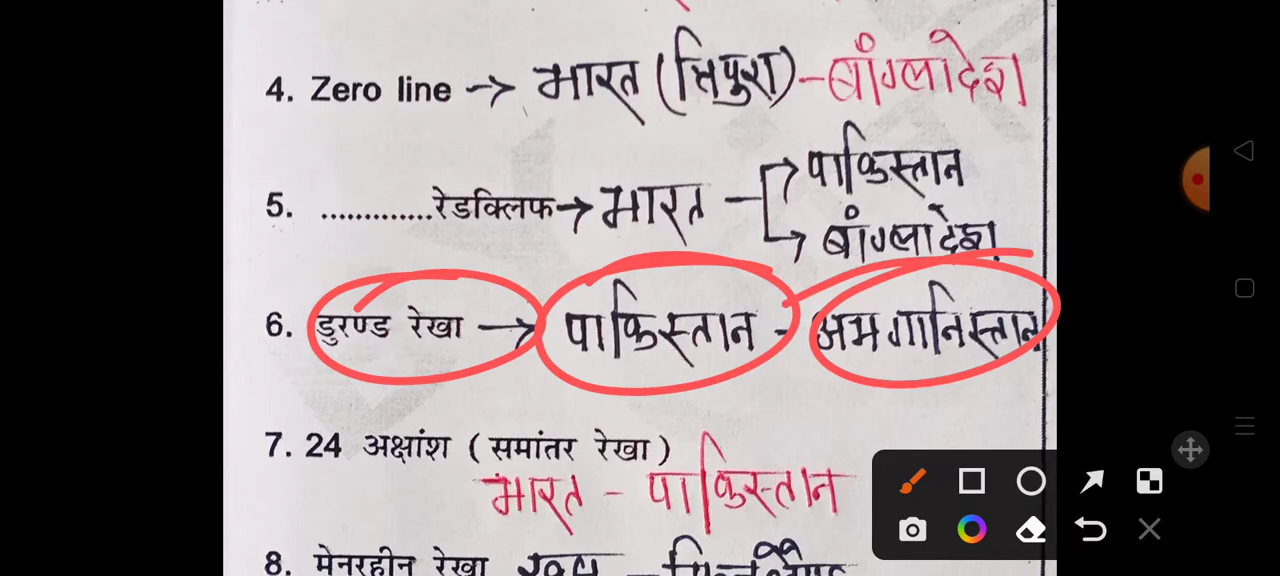 4. Zero line → भारत (त्रिपुरा) - बांग्लादेश
5. .............रेडक्लिफ → भारत - → पाकिस्तान
→ बांग्लादेश
6. डुरण्ड रेखा → पाकिस्तान - अफगानिस्तान
7. 24 अक्षांश ( समांतर रेखा )
भारत - पाकिस्तान
8. मेनरहीन रेखा